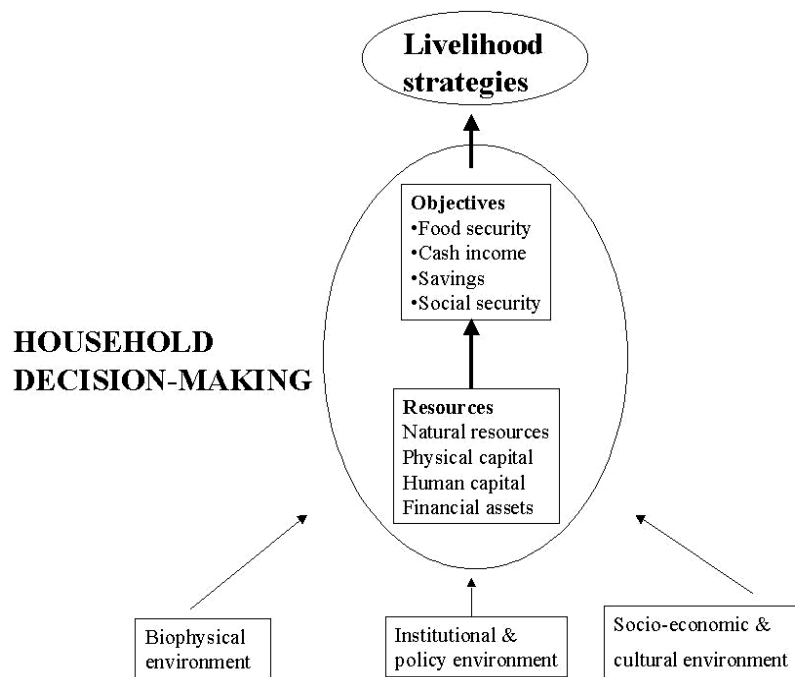 Livelihood
strategies
Objectives
•Food security
•Cash income
•Savings
•Social security
HOUSEHOLD
DECISION-MAKING
Resources
Natural resources
Physical capital
Human capital
Financial assets
Biophysical
environment
Institutional &
policy environment
Socio-economic &
cultural environment